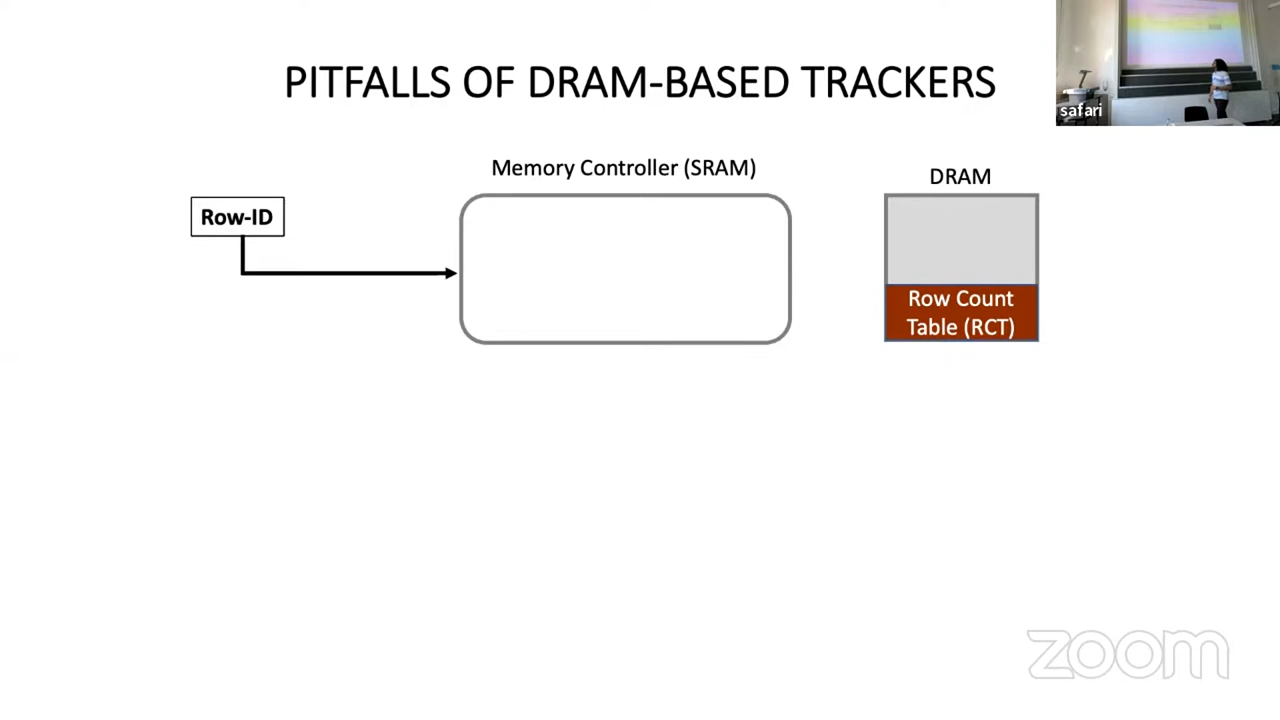 PITFALLS OF DRAM-BASED TRACKERS
safari
Memory Controller (SRAM)
DRAM
Row-ID
Row Count
Table (RCT)
zoom